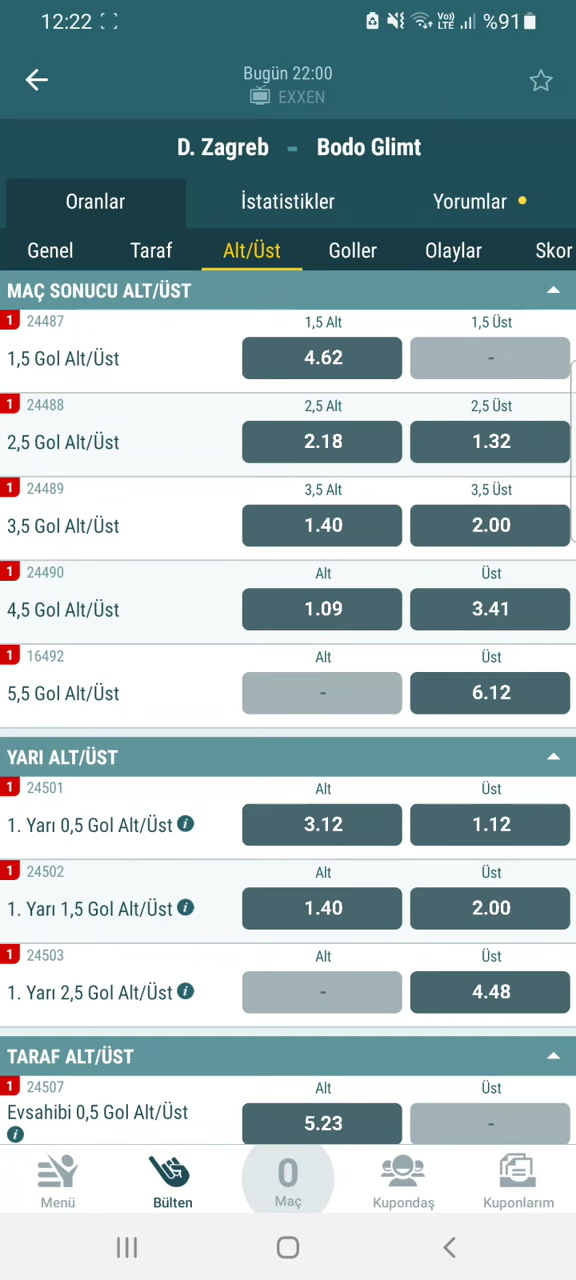 12:22 Vo)) LTE %91
Bugün 22:00
EXXEN
D. Zagreb - Bodo Glimt
Oranlar İstatistikler Yorumlar
Genel Taraf Alt/Üst Goller Olaylar Skor
MAÇ SONUCU ALT/ÜST
1 24487 1,5 Alt 1,5 Üst
1,5 Gol Alt/Üst 4.62 -
1 24488 2,5 Alt 2,5 Üst
2,5 Gol Alt/Üst 2.18 1.32
1 24489 3,5 Alt 3,5 Üst
3,5 Gol Alt/Üst 1.40 2.00
1 24490 Alt Üst
4,5 Gol Alt/Üst 1.09 3.41
1 16492 Alt Üst
5,5 Gol Alt/Üst - 6.12
YARI ALT/ÜST
1 24501 Alt Üst
1. Yarı 0,5 Gol Alt/Üst i 3.12 1.12
1 24502 Alt Üst
1. Yarı 1,5 Gol Alt/Üst i 1.40 2.00
1 24503 Alt Üst
1. Yarı 2,5 Gol Alt/Üst i - 4.48
TARAF ALT/ÜST
1 24507 Alt Üst
Evsahibi 0,5 Gol Alt/Üst i 5.23 -
0
Menü Bülten Maç Kupondaş Kuponlarım